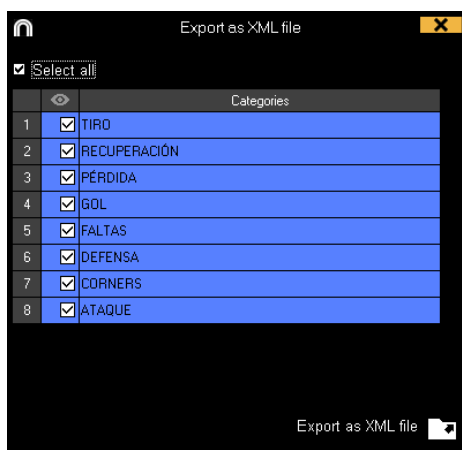 Export as XML file
Select all
Categories
1 TIRO
2 RECUPERACIÓN
3 PÉRDIDA
4 GOL
5 FALTAS
6 DEFENSA
7 CORNERS
8 ATAQUE
Export as XML file